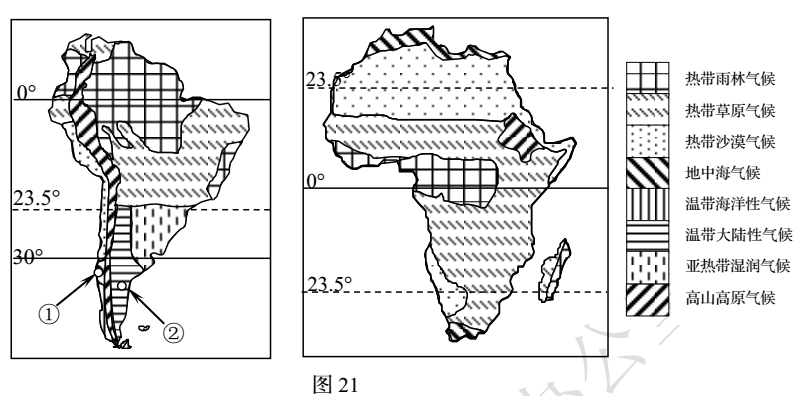 0°
23.5°
30°
①
②
23.5°
0°
23.5°
热带雨林气候
热带草原气候
热带沙漠气候
地中海气候
温带海洋性气候
温带大陆性气候
亚热带湿润气候
高山高原气候
图 21